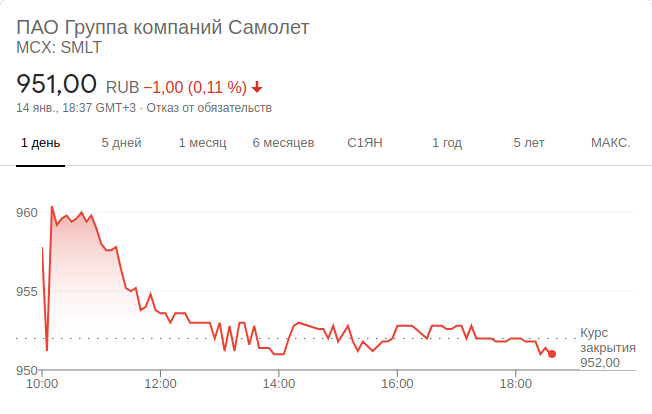 ПАО Группа компаний Самолет
MCX: SMLT
951,00 RUB −1,00 (0,11 %)
14 янв., 18:37 GMT+3 · Отказ от обязательств
1 день 5 дней 1 месяц 6 месяцев С1ЯН 1 год 5 лет МАКС.
960
955
950
Курс
закрытия
952,00
10:00 12:00 14:00 16:00 18:00